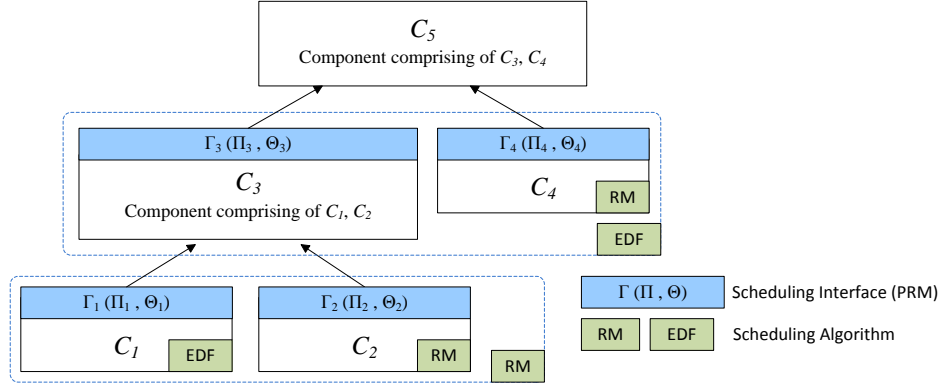 C5
Component comprising of C3, C4
Γ3 (Π3 , Θ3)
Γ4 (Π4 , Θ4)
C3
Component comprising of C1, C2
C4
RM
EDF
Γ1 (Π1 , Θ1)
Γ2 (Π2 , Θ2)
C1
EDF
C2
RM
RM
Γ (Π , Θ)
Scheduling Interface (PRM)
RM
EDF
Scheduling Algorithm